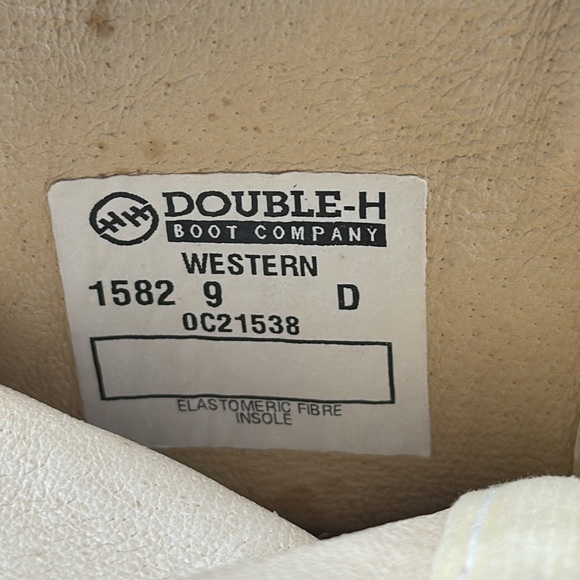 DOUBLE-H
BOOT COMPANY
WESTERN
1582 9 D
0C21538
ELASTOMERIC FIBRE
INSOLE